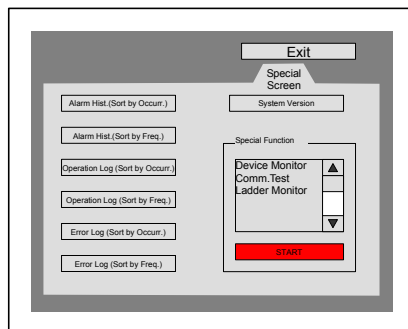 Exit
Special
Screen
Alarm Hist.(Sort by Occurr.)
System Version
Alarm Hist.(Sort by Freq.)
Special Function
Operation Log (Sort by Occurr.)
Device Monitor
Comm.Test
Ladder Monitor
Operation Log (Sort by Freq.)
Error Log (Sort by Occurr.)
START
Error Log (Sort by Freq.)